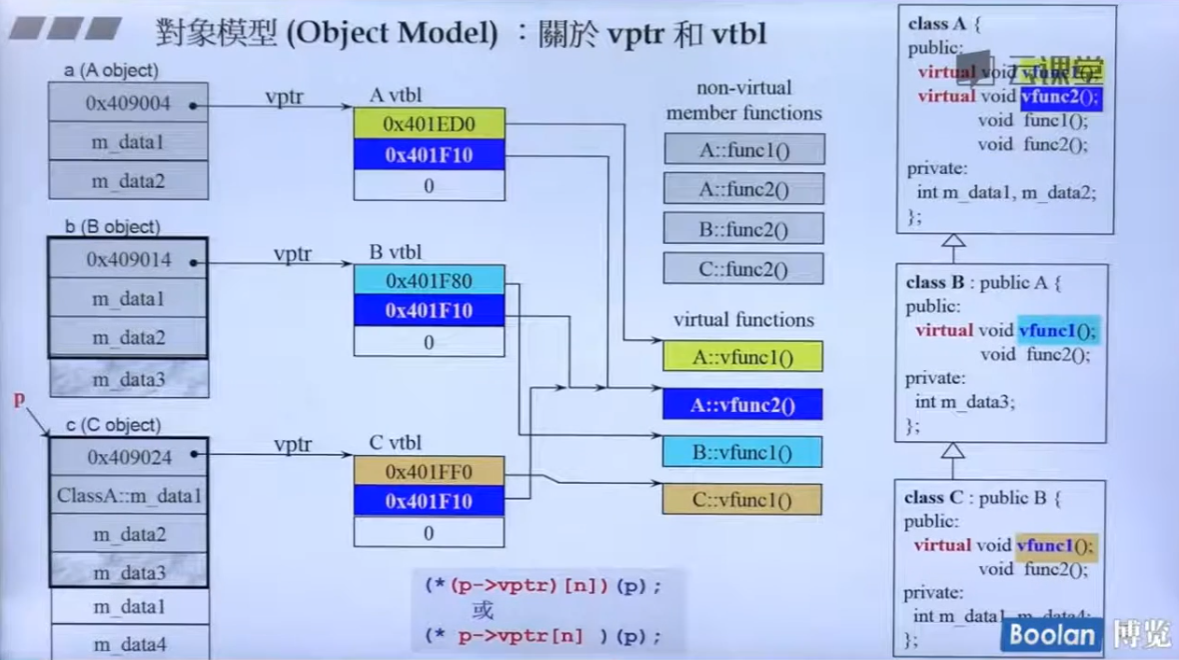 對象模型 (Object Model) ：關於 vptr 和 vtbl
a (A object)
0x409004
m_data1
m_data2
vptr
A vtbl
0x401ED0
0x401F10
0
b (B object)
0x409014
m_data1
m_data2
m_data3
vptr
B vtbl
0x401F80
0x401F10
0
p
c (C object)
0x409024
ClassA::m_data1
m_data2
m_data3
m_data1
m_data4
vptr
C vtbl
0x401FF0
0x401F10
0
(*(p->vptr)[n])(p);
或
(* p->vptr[n] )(p);
non-virtual
member functions
A::func1()
A::func2()
B::func2()
C::func2()
virtual functions
A::vfunc1()
A::vfunc2()
B::vfunc1()
C::vfunc1()
class A {
public:
virtual void vfunc1();
virtual void vfunc2();
void func1();
void func2();
private:
int m_data1, m_data2;
};
云课堂
class B : public A {
public:
virtual void vfunc1();
void func2();
private:
int m_data3;
};
class C : public B {
public:
virtual void vfunc1();
void func2();
private:
int m_data1, m_data4;
};
Boolan 博览